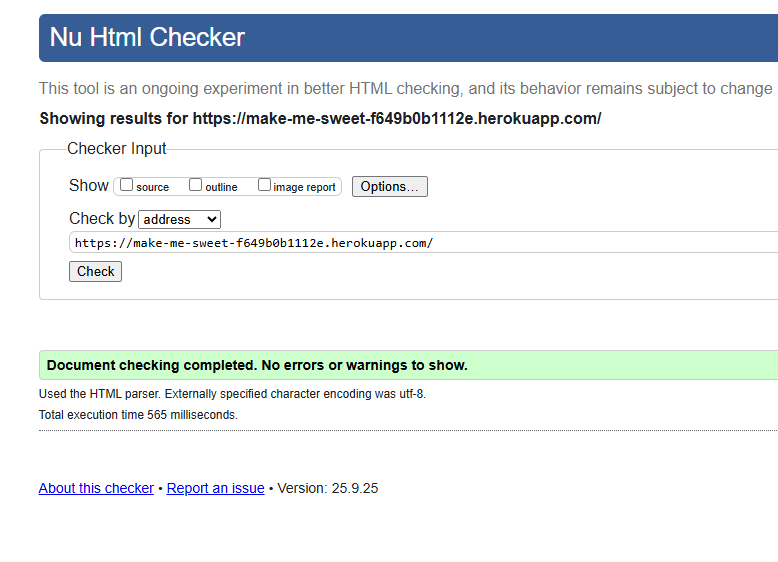 Nu Html Checker
This tool is an ongoing experiment in better HTML checking, and its behavior remains subject to change
Showing results for https://make-me-sweet-f649b0b1112e.herokuapp.com/
Checker Input
Show source outline image report Options...
Check by address
https://make-me-sweet-f649b0b1112e.herokuapp.com/
Check
Document checking completed. No errors or warnings to show.
Used the HTML parser. Externally specified character encoding was utf-8.
Total execution time 565 milliseconds.
About this checker • Report an issue • Version: 25.9.25